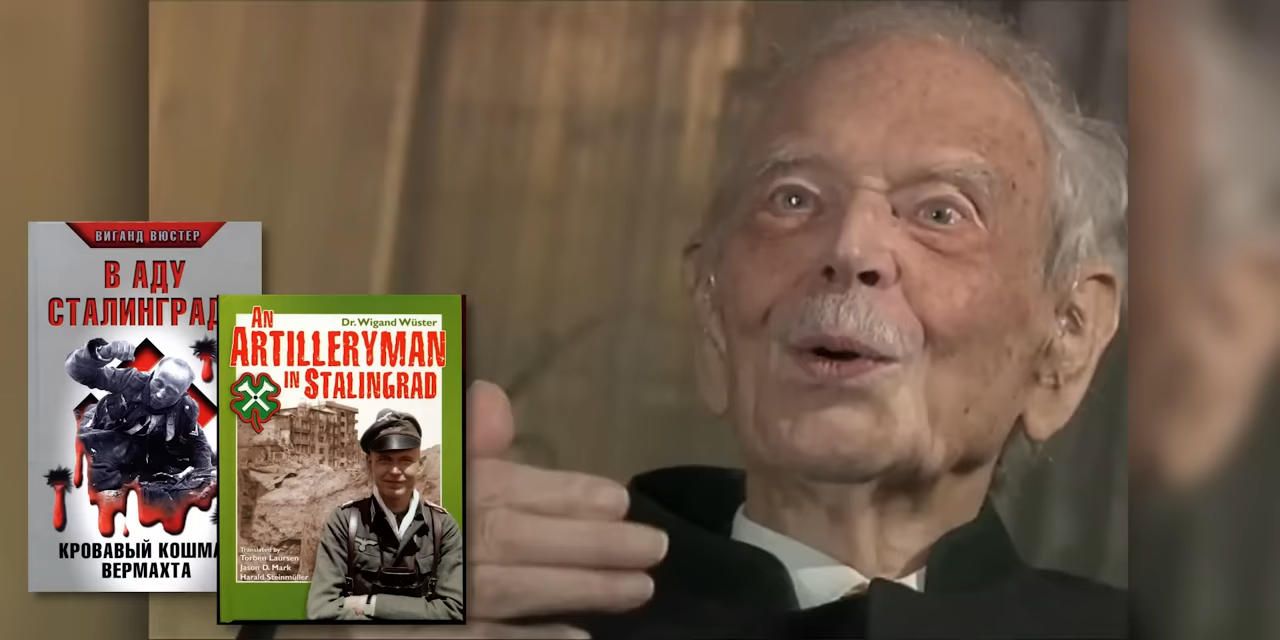 ВИГАНД ВЮСТЕР
В АДУ
СТАЛИНГРАД
КРОВАВЫЙ КОШМА
ВЕРМАХТА
Dr. Wigand Wüster
AN
ARTILLERYMAN
IN STALINGRAD
Translated by
Torben Laursen
Jason D. Mark
Harald Steinmüller